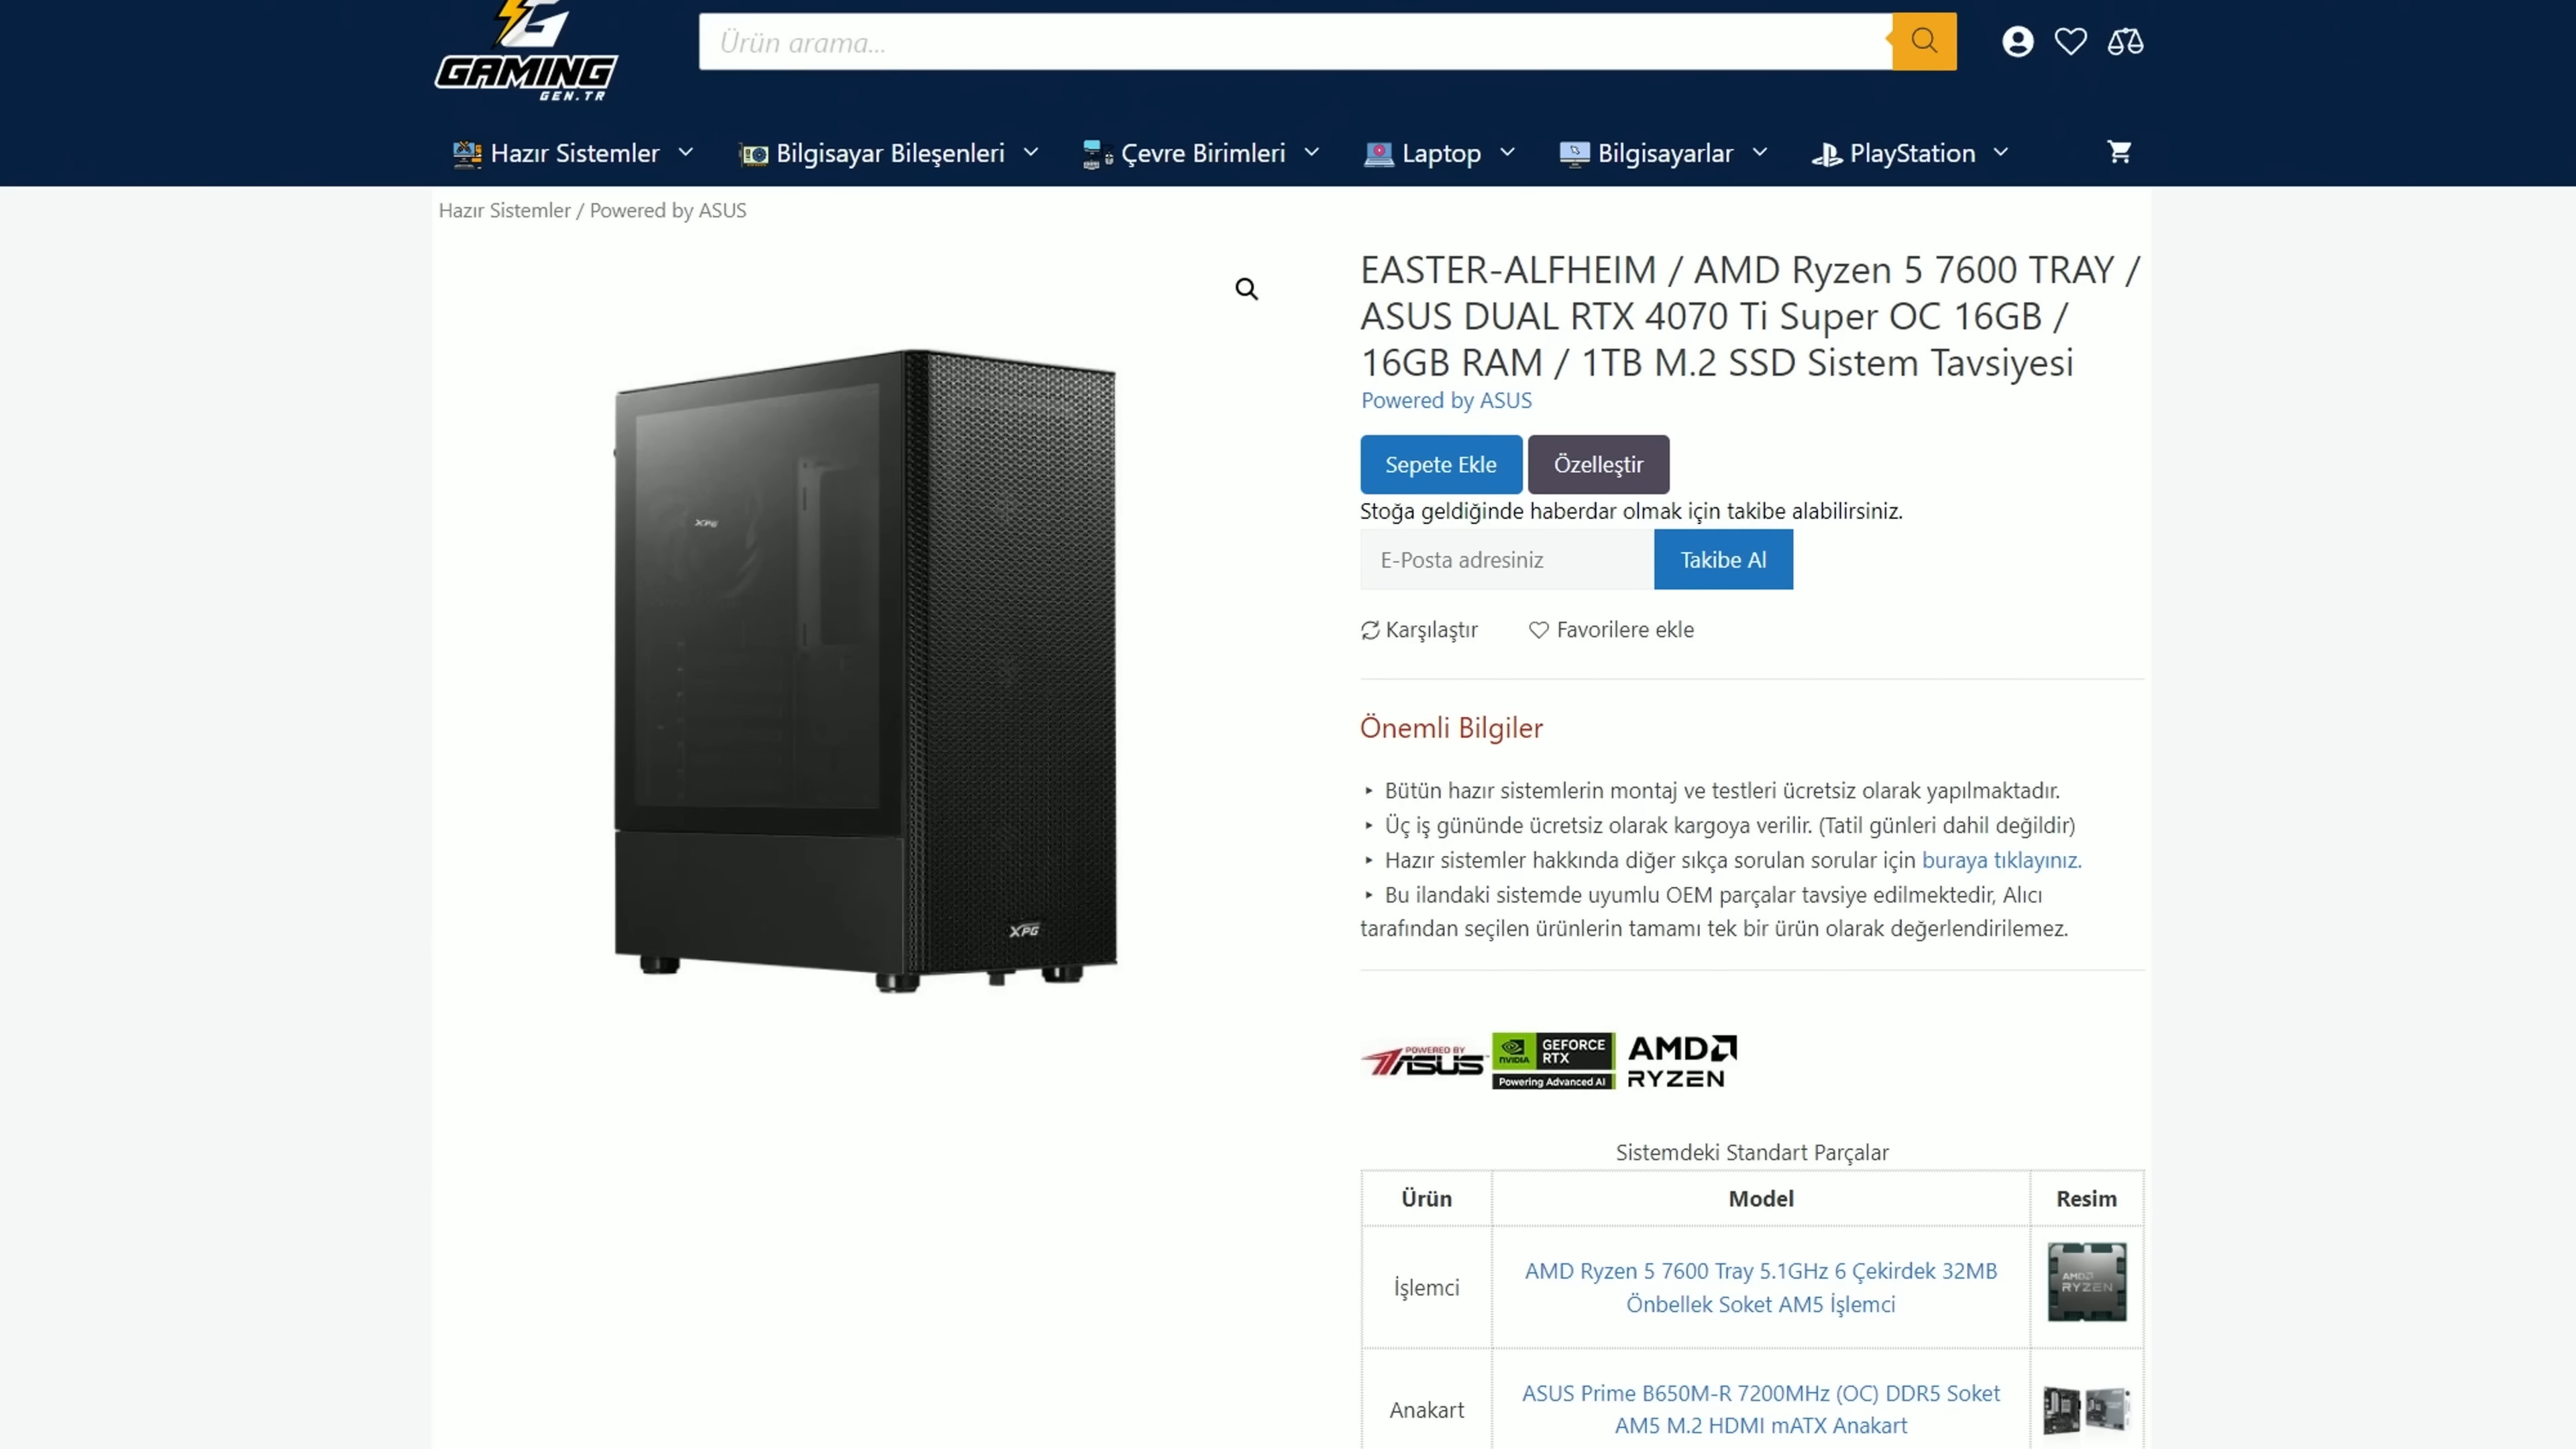 GAMING
GEN.TR
Ürün arama...
Hazır Sistemler
Bilgisayar Bileşenleri
Çevre Birimleri
Laptop
Bilgisayarlar
PlayStation
Hazır Sistemler / Powered by ASUS
XPG
XPG
EASTER-ALFHEIM / AMD Ryzen 5 7600 TRAY /
ASUS DUAL RTX 4070 Ti Super OC 16GB /
16GB RAM / 1TB M.2 SSD Sistem Tavsiyesi
Powered by ASUS
Sepete Ekle
Özelleştir
Stoğa geldiğinde haberdar olmak için takibe alabilirsiniz.
E-Posta adresiniz
Takibe Al
Karşılaştır
Favorilere ekle
Önemli Bilgiler
‣ Bütün hazır sistemlerin montaj ve testleri ücretsiz olarak yapılmaktadır.
‣ Üç iş gününde ücretsiz olarak kargoya verilir. (Tatil günleri dahil değildir)
‣ Hazır sistemler hakkında diğer sıkça sorulan sorular için buraya tıklayınız.
‣ Bu ilandaki sistemde uyumlu OEM parçalar tavsiye edilmektedir, Alıcı
tarafından seçilen ürünlerin tamamı tek bir ürün olarak değerlendirilemez.
POWERED BY
ASUS
NVIDIA
GEFORCE
RTX
Powering Advanced AI
AMD
RYZEN
Sistemdeki Standart Parçalar
Ürün
Model
Resim
İşlemci
AMD Ryzen 5 7600 Tray 5.1GHz 6 Çekirdek 32MB
Önbellek Soket AM5 İşlemci
AMD
RYZEN
Anakart
ASUS Prime B650M-R 7200MHz (OC) DDR5 Soket
AM5 M.2 HDMI mATX Anakart